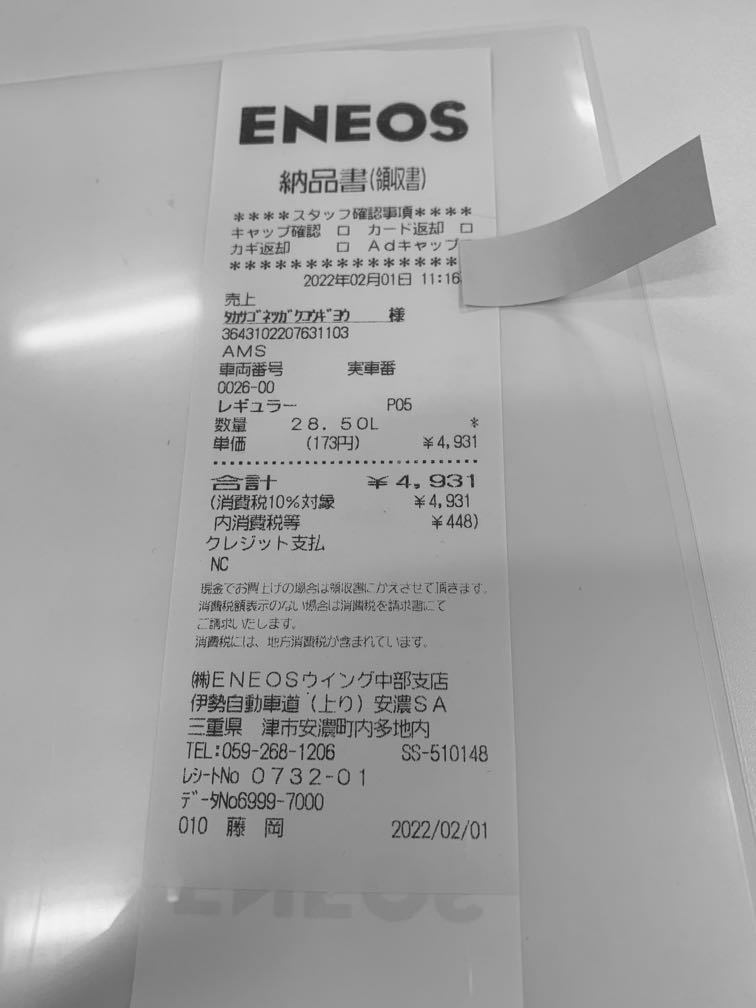 ENEOS
納品書(領収書)
****スタッフ確認事項****
キャップ確認 □ カード返却 □
カギ返却 □ Adキャップ
******************
2022年02月01日 11:16
売上
ﾀｶｻｺﾞﾈﾂｶﾞｸｺｳｷﾞﾖｳ 様
3643102207631103
AMS
車両番号 実車番
0026-00
レギュラー P05
数量 28.50L *
単価 (173円) ¥4,931
合計 ¥4,931
(消費税10%対象 ¥4,931
内消費税等 ¥448)
クレジット支払
NC
現金でお買上げの場合は領収書にかえさせて頂きます。
消費税額表示のない場合は消費税を請求書にて
ご請求いたします。
消費税には、地方消費税が含まれています。
㈱ENEOSウイング中部支店
伊勢自動車道(上り)安濃SA
三重県 津市安濃町内多地内
TEL:059-268-1206 SS-510148
ﾚｼｰﾄNo 0732-01
ﾃﾞｰﾀNo6999-7000
010 藤 岡 2022/02/01
ENEOS